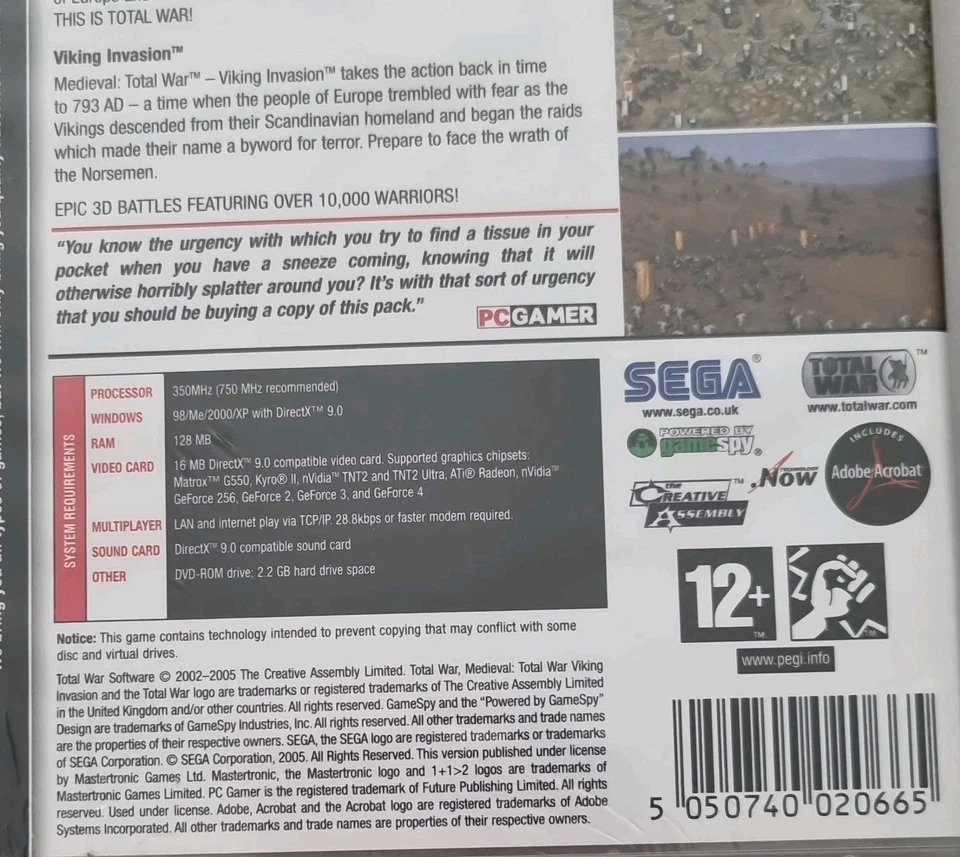 THIS IS TOTAL WAR!
Viking Invasion™
Medieval: Total War™ – Viking Invasion™ takes the action back in time
to 793 AD – a time when the people of Europe trembled with fear as the
Vikings descended from their Scandinavian homeland and began the raids
which made their name a byword for terror. Prepare to face the wrath of
the Norsemen.
EPIC 3D BATTLES FEATURING OVER 10,000 WARRIORS!
“You know the urgency with which you try to find a tissue in your
pocket when you have a sneeze coming, knowing that it will
otherwise horribly splatter around you? It’s with that sort of urgency
that you should be buying a copy of this pack.”
PCGAMER
SYSTEM REQUIREMENTS
PROCESSOR 350MHz (750 MHz recommended)
WINDOWS 98/Me/2000/XP with DirectX™ 9.0
RAM 128 MB
VIDEO CARD 16 MB DirectX™ 9.0 compatible video card. Supported graphics chipsets:
Matrox™ G550, Kyro® II, nVidia™ TNT2 and TNT2 Ultra, ATi® Radeon, nVidia™
GeForce 256, GeForce 2, GeForce 3, and GeForce 4
MULTIPLAYER LAN and internet play via TCP/IP. 28.8kbps or faster modem required.
SOUND CARD DirectX™ 9.0 compatible sound card
OTHER DVD-ROM drive; 2.2 GB hard drive space
SEGA®
www.sega.co.uk
TOTAL WAR™
www.totalwar.com
POWERED BY
gamespy®
the
CREATIVE™
ASSEMBLY
TECHNOLOGY
.Now
INCLUDES
Adobe Acrobat
12+™
™
www.pegi.info
Notice: This game contains technology intended to prevent copying that may conflict with some
disc and virtual drives.
Total War Software © 2002–2005 The Creative Assembly Limited. Total War, Medieval: Total War Viking
Invasion and the Total War logo are trademarks or registered trademarks of The Creative Assembly Limited
in the United Kingdom and/or other countries. All rights reserved. GameSpy and the “Powered by GameSpy”
Design are trademarks of GameSpy Industries, Inc. All rights reserved. All other trademarks and trade names
are the properties of their respective owners. SEGA, the SEGA logo are registered trademarks or trademarks
of SEGA Corporation. © SEGA Corporation, 2005. All Rights Reserved. This version published under license
by Mastertronic Games Ltd. Mastertronic, the Mastertronic logo and 1+1>2 logos are trademarks of
Mastertronic Games Limited. PC Gamer is the registered trademark of Future Publishing Limited. All rights
reserved. Used under license. Adobe, Acrobat and the Acrobat logo are registered trademarks of Adobe
Systems Incorporated. All other trademarks and trade names are properties of their respective owners.
5 050740 020665